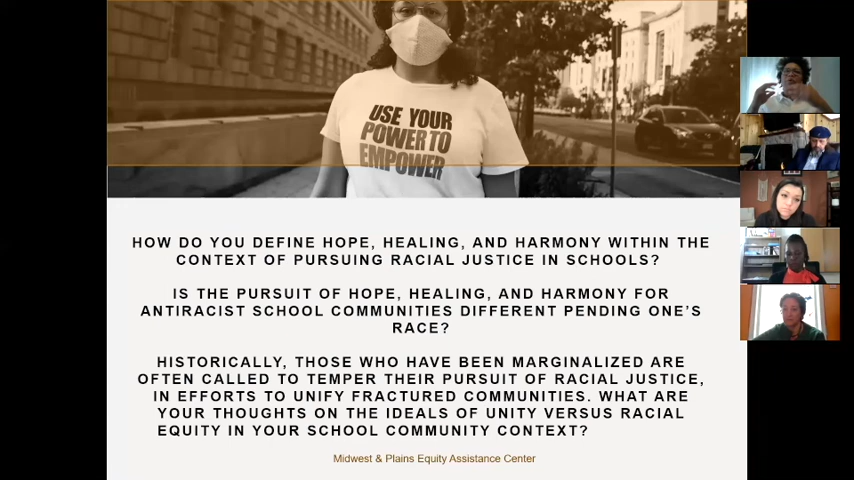 USE YOUR
POWER TO
EMPOWER
HOW DO YOU DEFINE HOPE, HEALING, AND HARMONY WITHIN THE
CONTEXT OF PURSUING RACIAL JUSTICE IN SCHOOLS?
IS THE PURSUIT OF HOPE, HEALING, AND HARMONY FOR
ANTIRACIST SCHOOL COMMUNITIES DIFFERENT PENDING ONE'S
RACE?
HISTORICALLY, THOSE WHO HAVE BEEN MARGINALIZED ARE
OFTEN CALLED TO TEMPER THEIR PURSUIT OF RACIAL JUSTICE,
IN EFFORTS TO UNIFY FRACTURED COMMUNITIES. WHAT ARE
YOUR THOUGHTS ON THE IDEALS OF UNITY VERSUS RACIAL
EQUITY IN YOUR SCHOOL COMMUNITY CONTEXT?
Midwest & Plains Equity Assistance Center